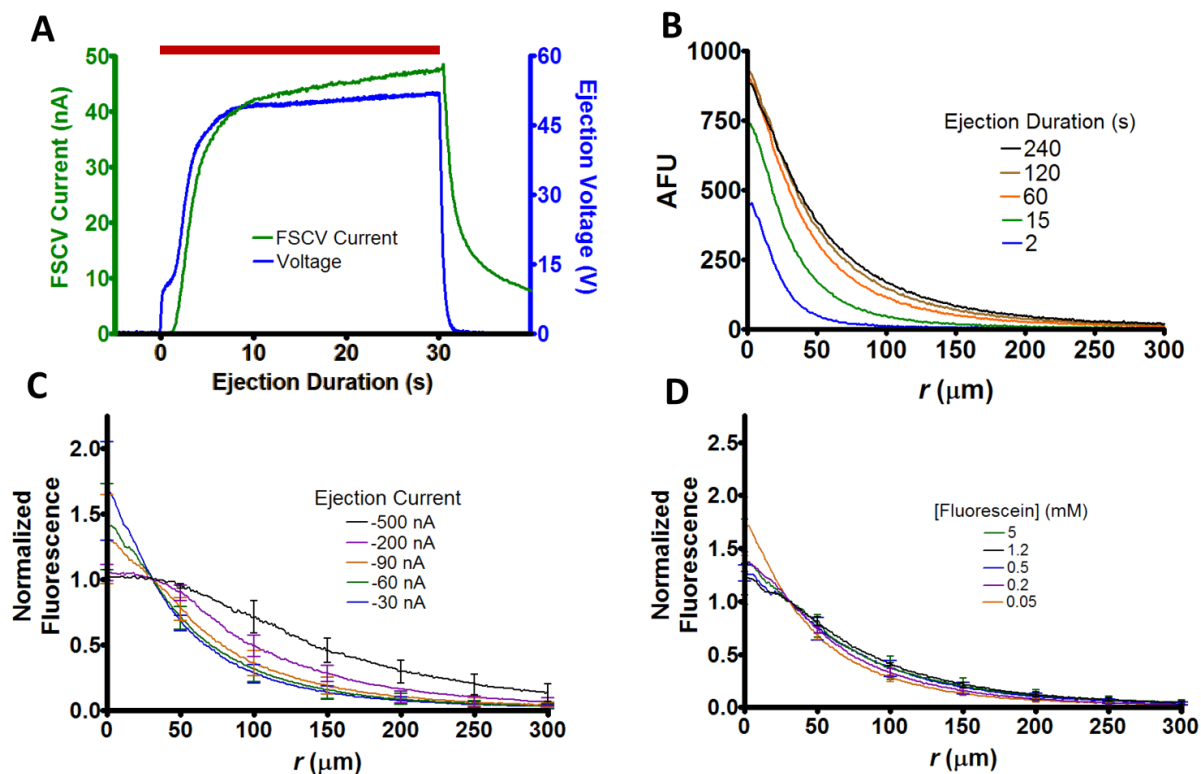 A
FSCV Current (nA)
50
40
30
20
10
0
60
45
30
15
0
Ejection Voltage (V)
FSCV Current
Voltage
0 10 20 30
Ejection Duration (s)
B
AFU
1000
750
500
250
0
Ejection Duration (s)
240
120
60
15
2
0 50 100 150 200 250 300
r (μm)
C
Normalized
Fluorescence
2.0
1.5
1.0
0.5
0.0
Ejection Current
-500 nA
-200 nA
-90 nA
-60 nA
-30 nA
0 50 100 150 200 250 300
r (μm)
D
Normalized
Fluorescence
2.5
2.0
1.5
1.0
0.5
0.0
[Fluorescein] (mM)
5
1.2
0.5
0.2
0.05
0 50 100 150 200 250 300
r (μm)